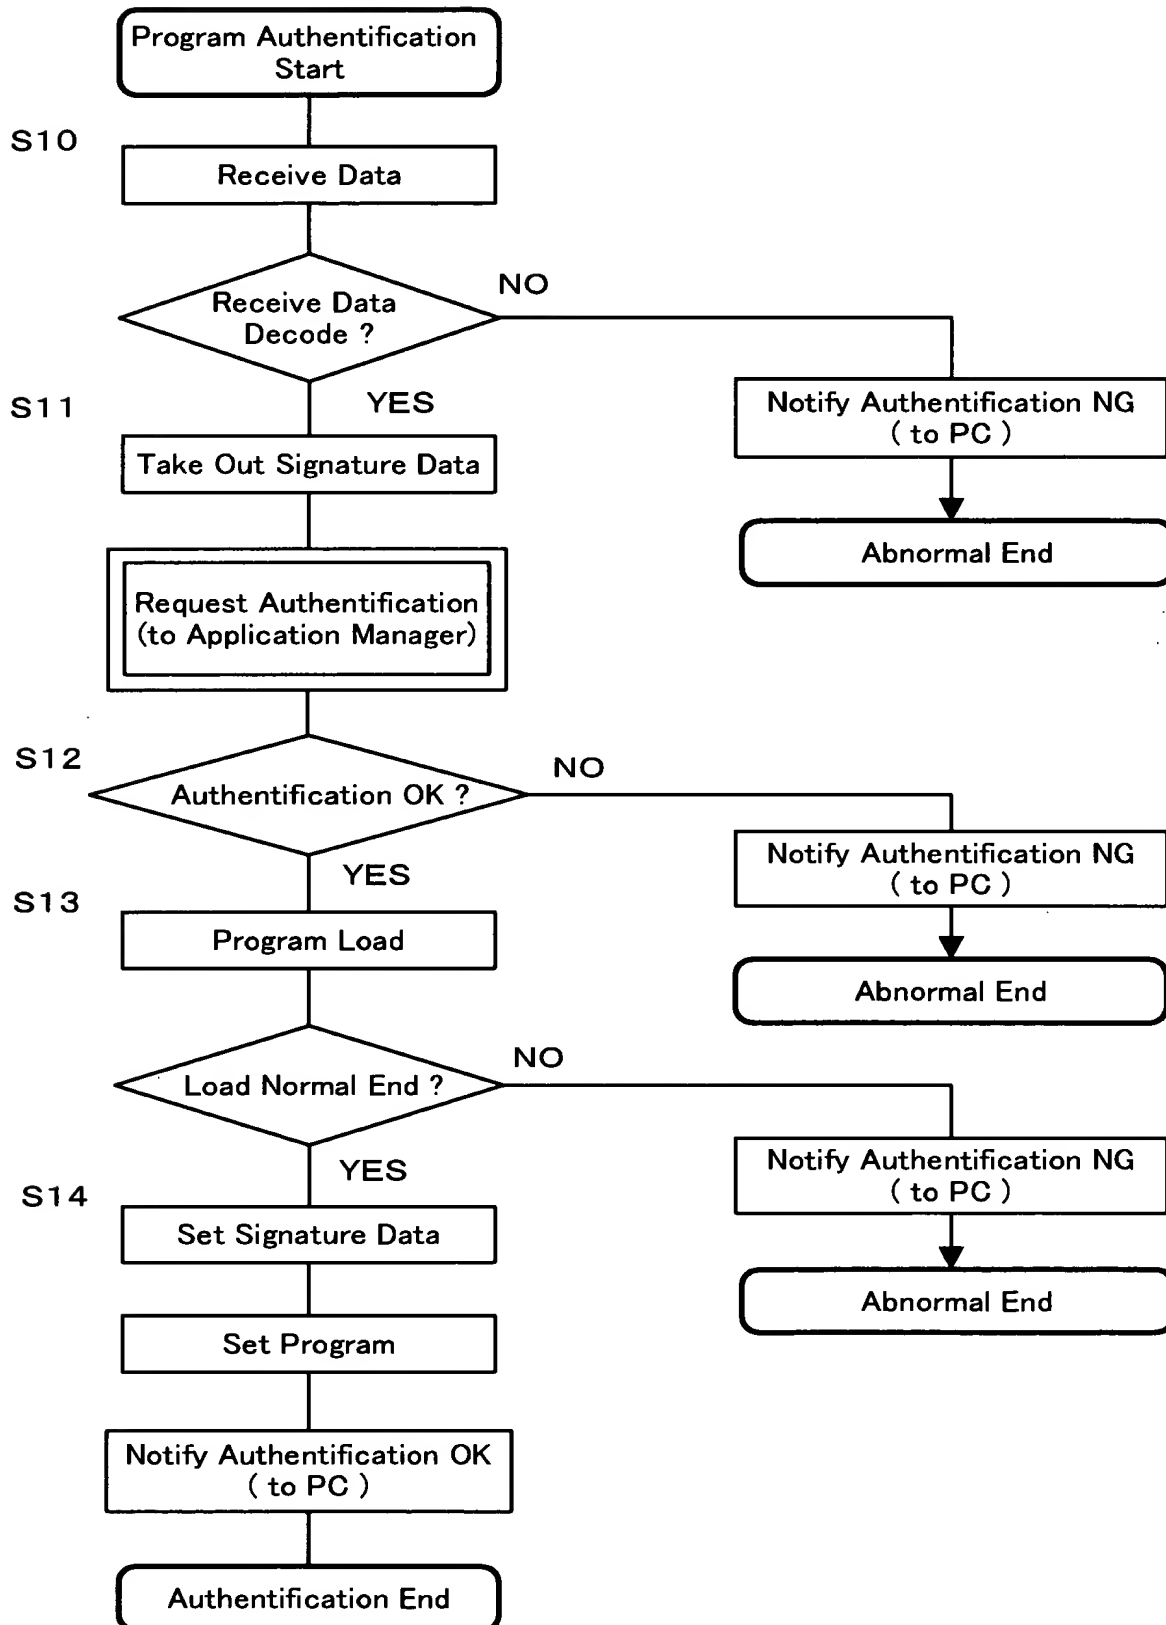 Program Authentification
Start
S10
Receive Data
Receive Data
Decode ?
NO
YES
S11
Notify Authentification NG
( to PC )
Take Out Signature Data
Abnormal End
Request Authentification
(to Application Manager)
S12
Authentification OK ?
NO
YES
Notify Authentification NG
( to PC )
S13
Program Load
Abnormal End
Load Normal End ?
NO
YES
Notify Authentification NG
( to PC )
S14
Set Signature Data
Abnormal End
Set Program
Notify Authentification OK
( to PC )
Authentification End